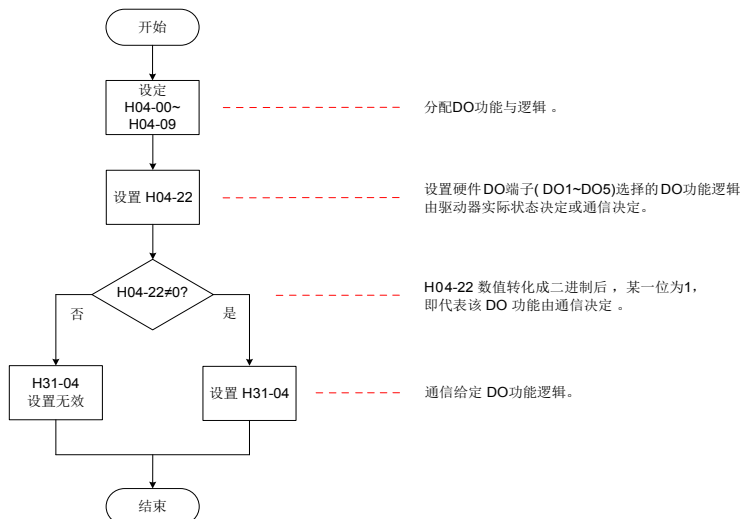 开始
设定
H04-00~
H04-09
分配DO功能与逻辑 。
设置 H04-22
设置硬件DO端子( DO1~DO5)选择的DO功能逻辑
由驱动器实际状态决定或通信决定。
H04-22≠0?
H04-22 数值转化成二进制后 ，某一位为1，
即代表该 DO 功能由通信决定 。
否
是
H31-04
设置无效
设置 H31-04
通信给定 DO功能逻辑。
结束